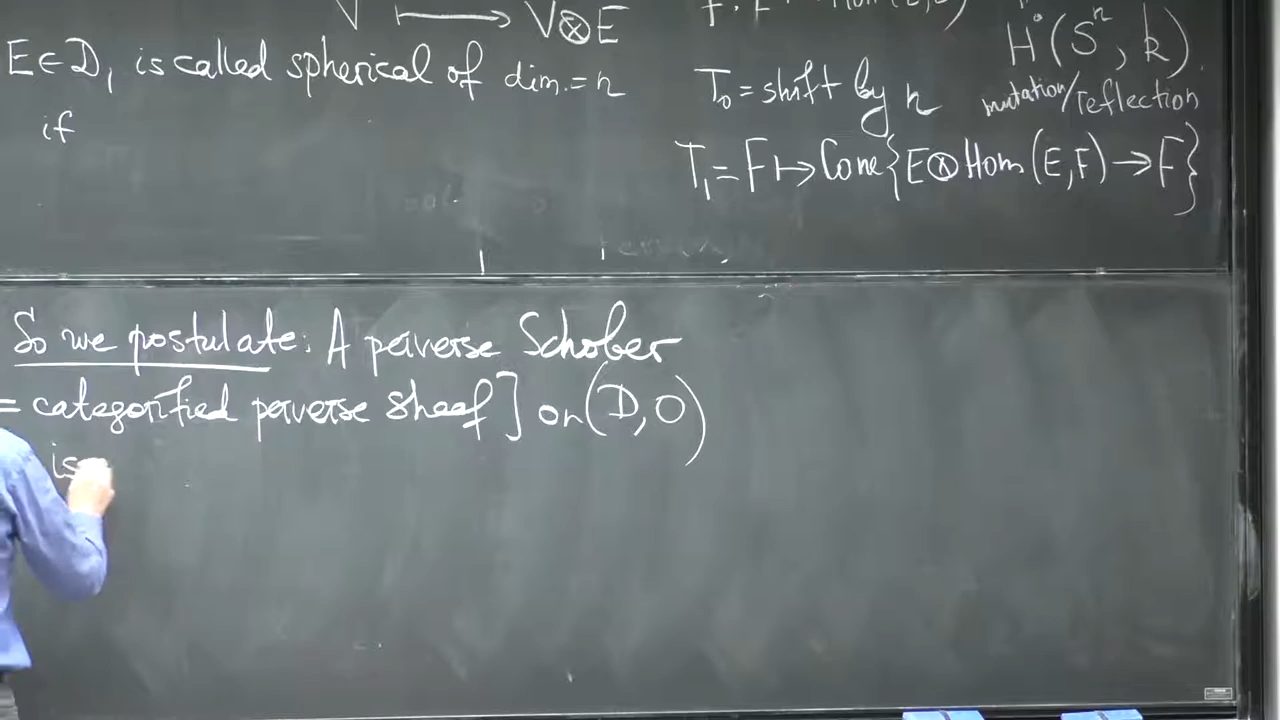 V ⟼ V⊗E
E∈D, is called spherical of dim.=n
if
H•(Sⁿ, k)
T₀=shift by n
mutation/reflection
T₁= F↦Cone{E⊗Hom(E,F)→F}
So we postulate: A perverse Schober
= categorified perverse sheaf] on (D,O)
is